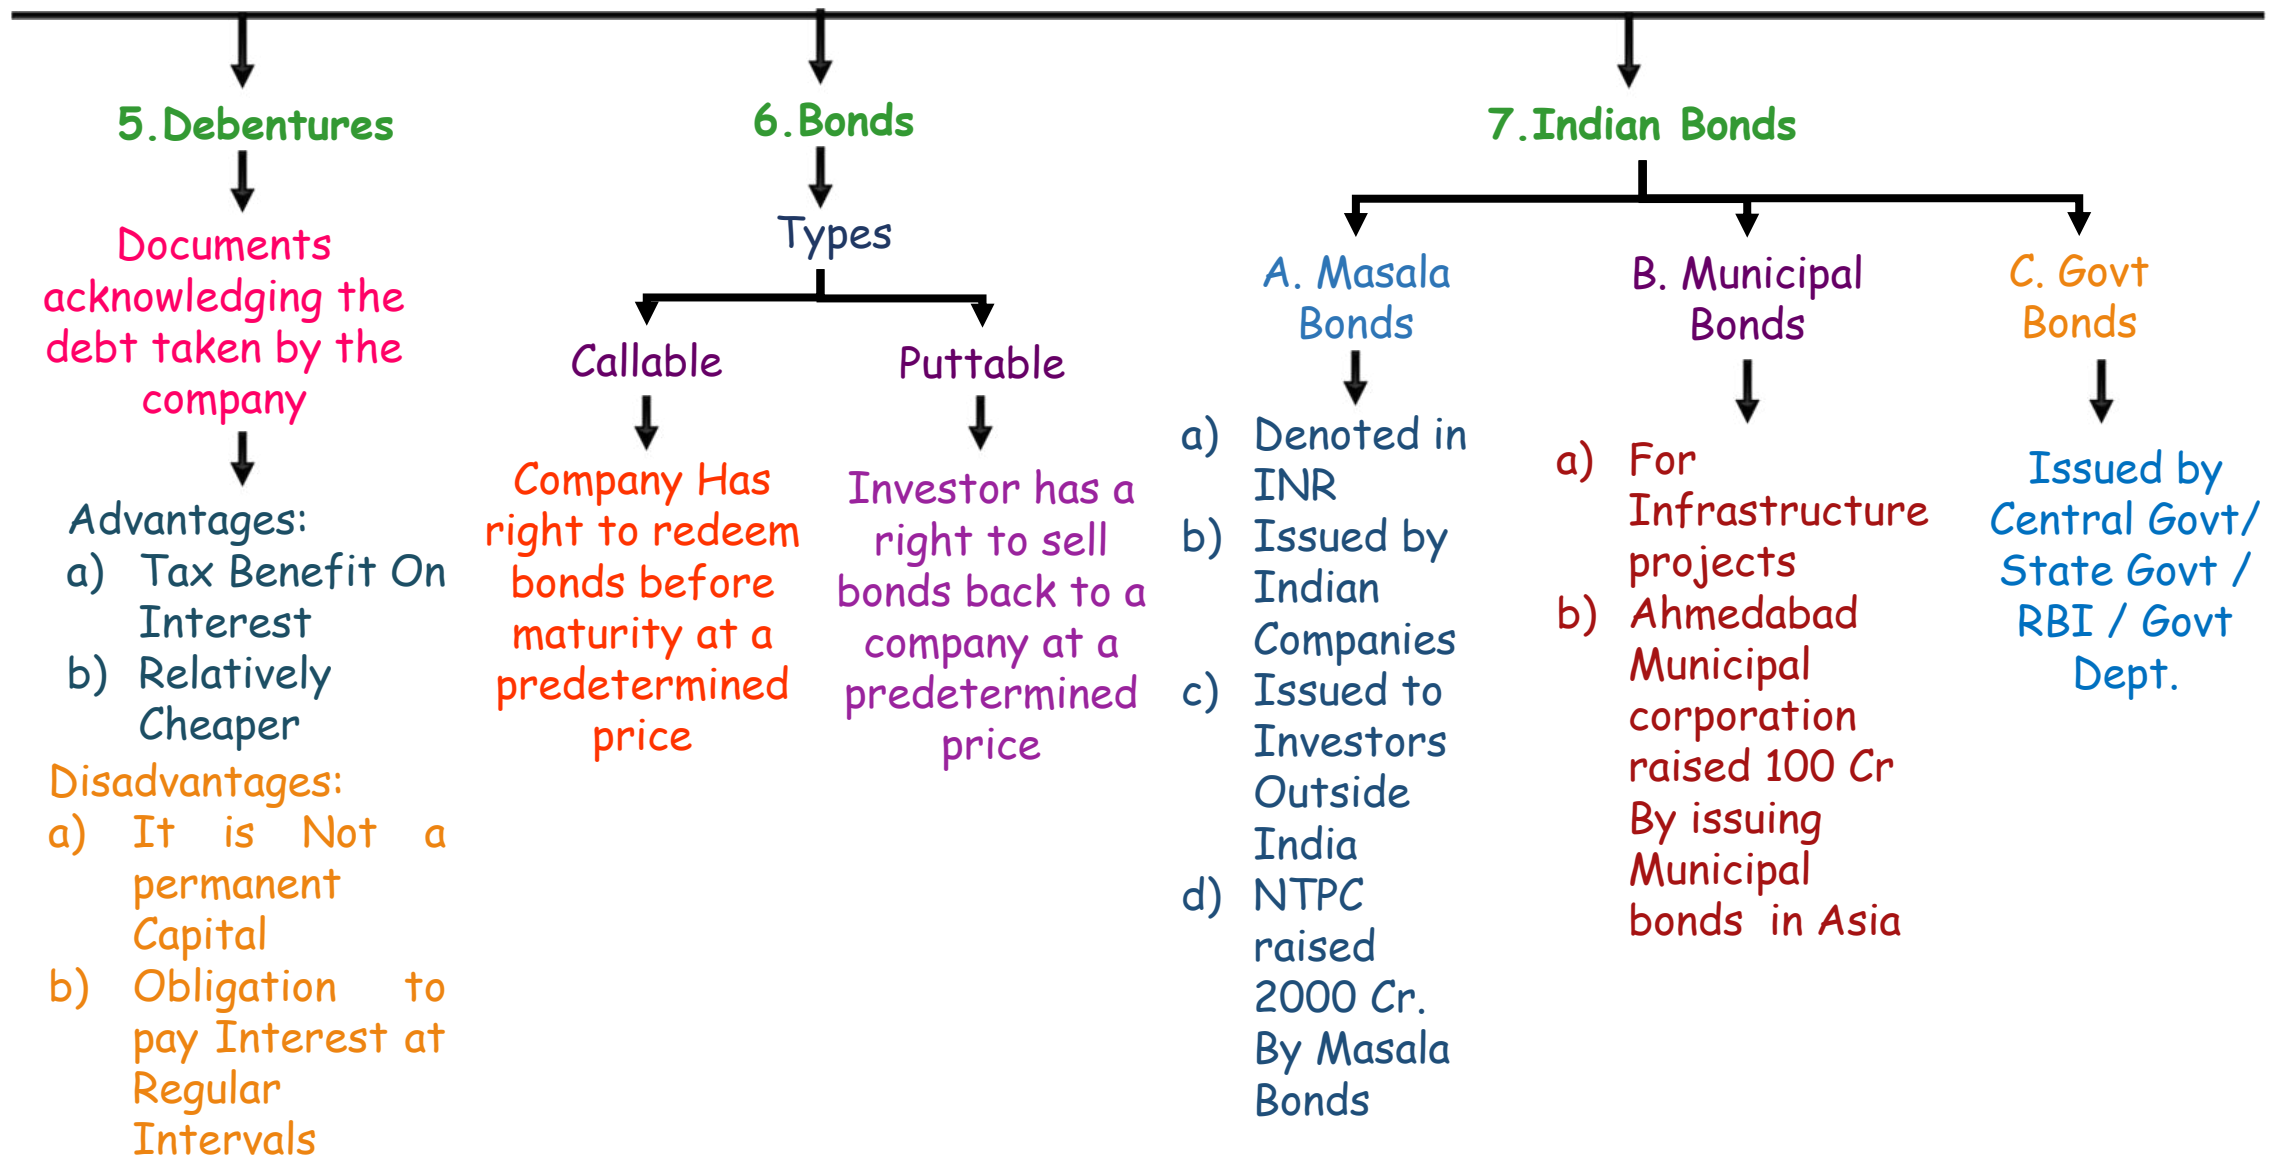 5.Debentures
Documents
acknowledging the
debt taken by the
company
Advantages:
a) Tax Benefit On
Interest
b) Relatively
Cheaper
Disadvantages:
a) It is Not a
permanent
Capital
b) Obligation to
pay Interest at
Regular
Intervals
6.Bonds
Types
Callable
Company Has
right to redeem
bonds before
maturity at a
predetermined
price
Puttable
Investor has a
right to sell
bonds back to a
company at a
predetermined
price
7.Indian Bonds
A. Masala
Bonds
a) Denoted in
INR
b) Issued by
Indian
Companies
c) Issued to
Investors
Outside
India
d) NTPC
raised
2000 Cr.
By Masala
Bonds
B. Municipal
Bonds
a) For
Infrastructure
projects
b) Ahmedabad
Municipal
corporation
raised 100 Cr
By issuing
Municipal
bonds in Asia
C. Govt
Bonds
Issued by
Central Govt/
State Govt /
RBI / Govt
Dept.